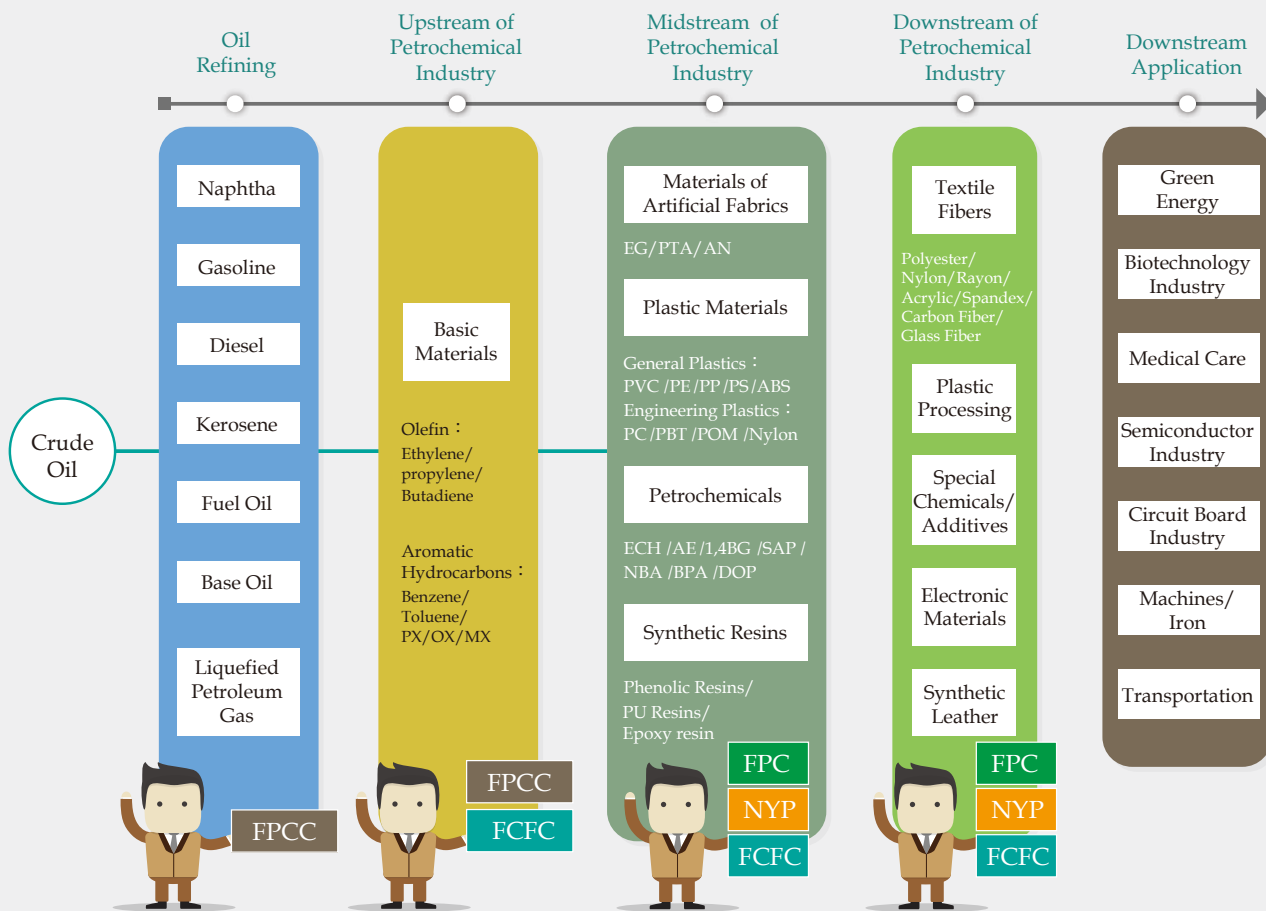 Oil
Refining
Upstream of
Petrochemical
Industry
Midstream of
Petrochemical
Industry
Downstream of
Petrochemical
Industry
Downstream
Application
Crude
Oil
Naphtha
Gasoline
Diesel
Kerosene
Fuel Oil
Base Oil
Liquefied
Petroleum
Gas
FPCC
Basic
Materials
Olefin：
Ethylene/
propylene/
Butadiene
Aromatic
Hydrocarbons：
Benzene/
Toluene/
PX/OX/MX
FPCC
FCFC
Materials of
Artificial Fabrics
EG/PTA/AN
Plastic Materials
General Plastics：
PVC /PE /PP /PS /ABS
Engineering Plastics：
PC /PBT /POM /Nylon
Petrochemicals
ECH /AE /1,4BG /SAP /
NBA /BPA /DOP
Synthetic Resins
Phenolic Resins/
PU Resins/
Epoxy resin
FPC
NYP
FCFC
Textile
Fibers
Polyester/
Nylon/Rayon/
Acrylic/Spandex/
Carbon Fiber/
Glass Fiber
Plastic
Processing
Special
Chemicals/
Additives
Electronic
Materials
Synthetic
Leather
FPC
NYP
FCFC
Green
Energy
Biotechnology
Industry
Medical Care
Semiconductor
Industry
Circuit Board
Industry
Machines/
Iron
Transportation